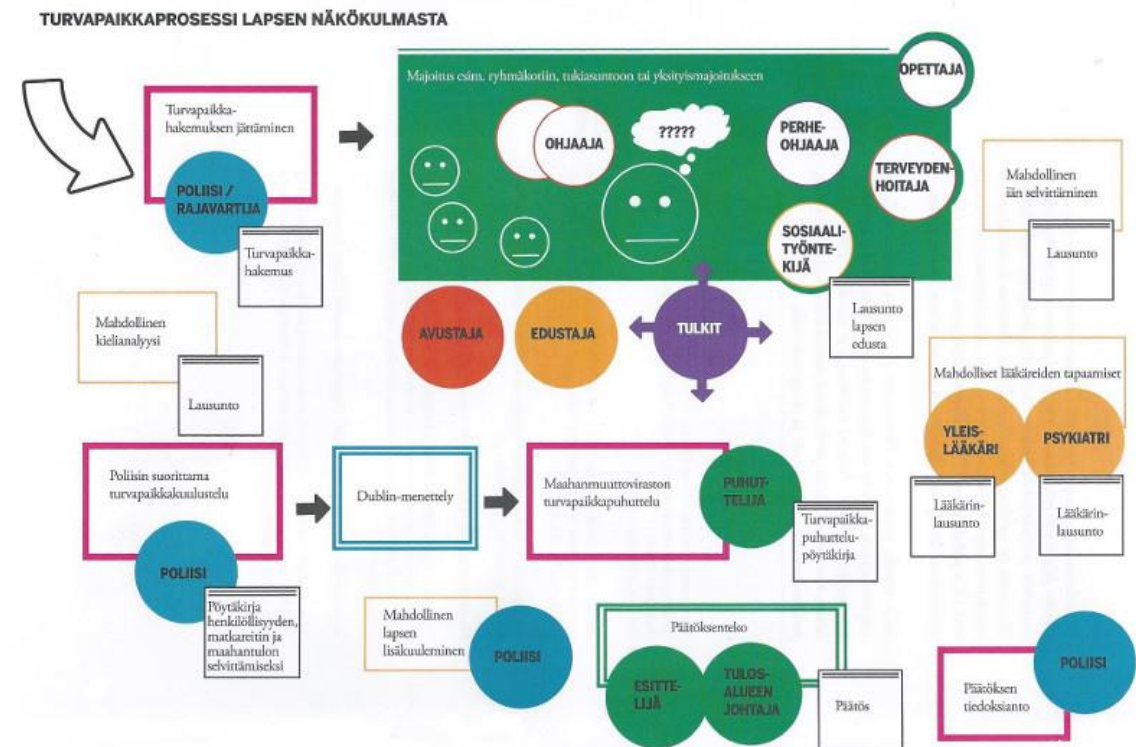 TURVAPAIKKAPROSESSI LAPSEN NÄKÖKULMASTA
Turvapaikka-
hakemuksen jättäminen
POLIISI /
RAJAVARTIJA
Turvapaikka-
hakemus
Majoitus esim. ryhmäkotiin, tukiasuntoon tai yksityismajoitukseen
OHJAAJA
?????
PERHE-
OHJAAJA
OPETTAJA
TERVEYDEN-
HOITAJA
SOSIAALI-
TYÖNTE-
KIJÄ
Lausunto
lapsen
edusta
Mahdollinen
iän selvittäminen
Lausunto
Mahdollinen
kielianalyysi
Lausunto
AVUSTAJA
EDUSTAJA
TULKIT
Mahdolliset lääkäreiden tapaamiset
YLEIS-
LÄÄKÄRI
PSYKIATRI
Lääkärin-
lausunto
Lääkärin-
lausunto
Poliisin suorittama
turvapaikkakuulustelu
POLIISI
Pöytäkirja
henkilöllisyyden,
matkareitin ja
maahantulon
selvittämiseksi
Dublin-menettely
Maahanmuuttoviraston
turvapaikkapuhuttelu
PUHUT-
TELIJA
Turvapaikka-
puhuttelu-
pöytäkirja
Mahdollinen
lapsen
lisäkuuleminen
POLIISI
Päätöksenteko
ESITTE-
LIJÄ
TULOS-
ALUEEN
JOHTAJA
Päätös
Päätöksen
tiedoksianto
POLIISI